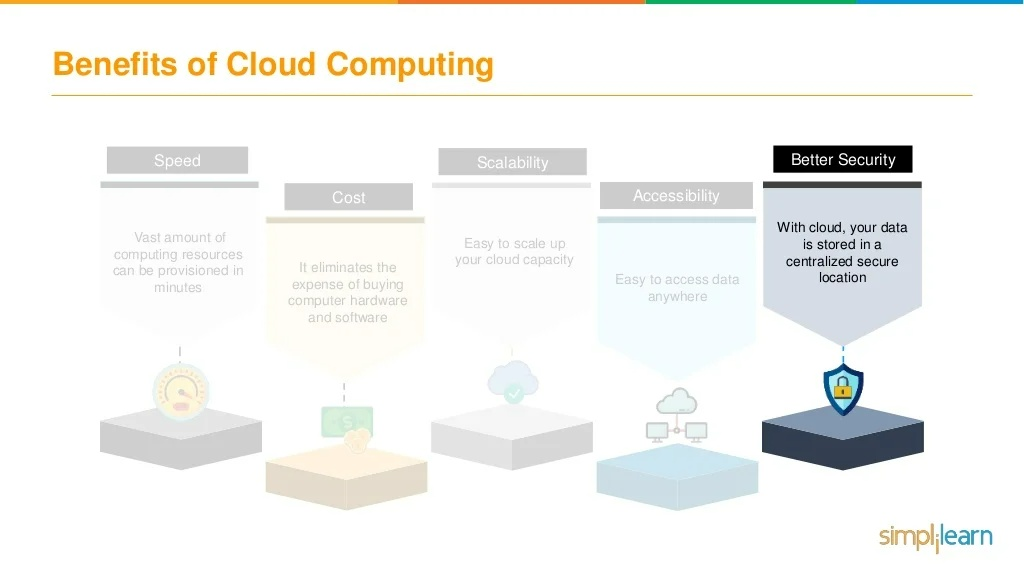 Benefits of Cloud Computing
Speed
Vast amount of
computing resources
can be provisioned in
minutes
Cost
It eliminates the
expense of buying
computer hardware
and software
Scalability
Easy to scale up
your cloud capacity
Accessibility
Easy to access data
anywhere
Better Security
With cloud, your data
is stored in a
centralized secure
location
$
simplilearn